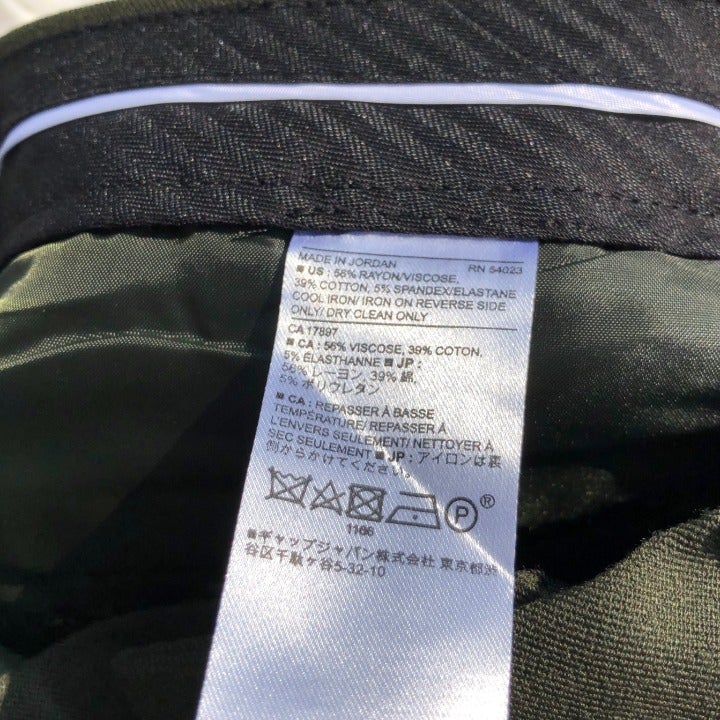 MADE IN JORDAN RN 54023
■ US : 56% RAYON/VISCOSE,
39% COTTON, 5% SPANDEX/ELASTANE
COOL IRON/ IRON ON REVERSE SIDE
ONLY/ DRY CLEAN ONLY
CA 17897
■ CA : 56% VISCOSE, 39% COTON,
5% ÉLASTHANNE ■ JP :
56% レーヨン, 39% 綿,
5% ポリウレタン
■ CA : REPASSER À BASSE
TEMPÉRATURE/ REPASSER À
L'ENVERS SEULEMENT/ NETTOYER À
SEC SEULEMENT ■ JP : アイロンは裏
側からかけてください。
P ®
1166
■ ギャップジャパン株式会社 東京都渋
谷区千駄ヶ谷5-32-10